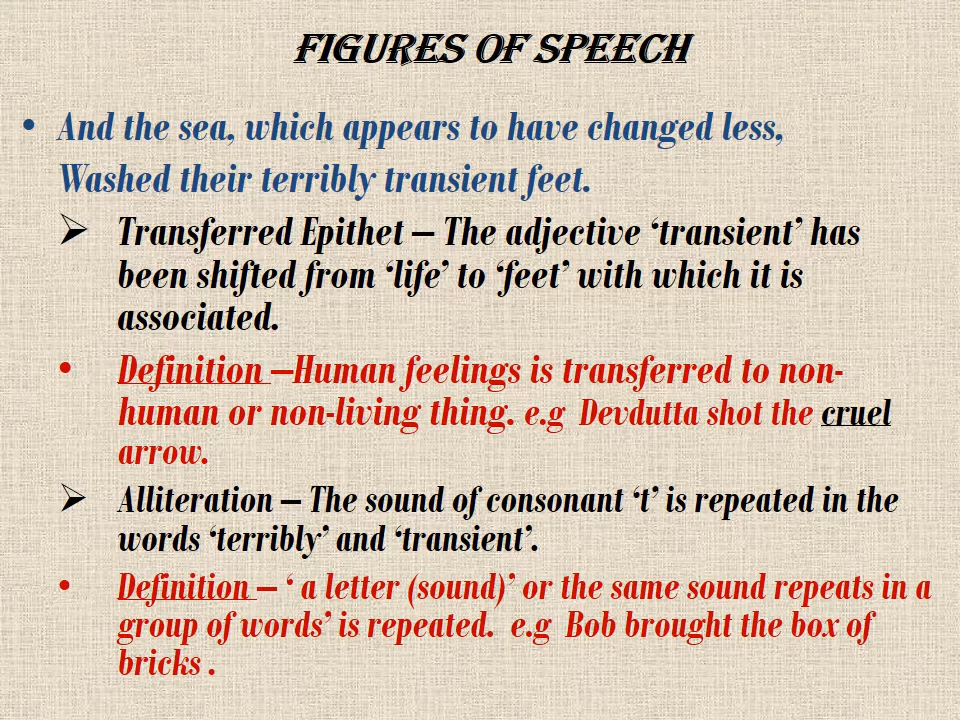 FIGURES OF SPEECH
• And the sea, which appears to have changed less,
Washed their terribly transient feet.
➢ Transferred Epithet – The adjective ‘transient’ has
been shifted from ‘life’ to ‘feet’ with which it is
associated.
• Definition –Human feelings is transferred to non-
human or non-living thing. e.g Devdutta shot the cruel
arrow.
➢ Alliteration – The sound of consonant ‘t’ is repeated in the
words ‘terribly’ and ‘transient’.
• Definition – ‘ a letter (sound)’ or the same sound repeats in a
group of words’ is repeated. e.g Bob brought the box of
bricks .